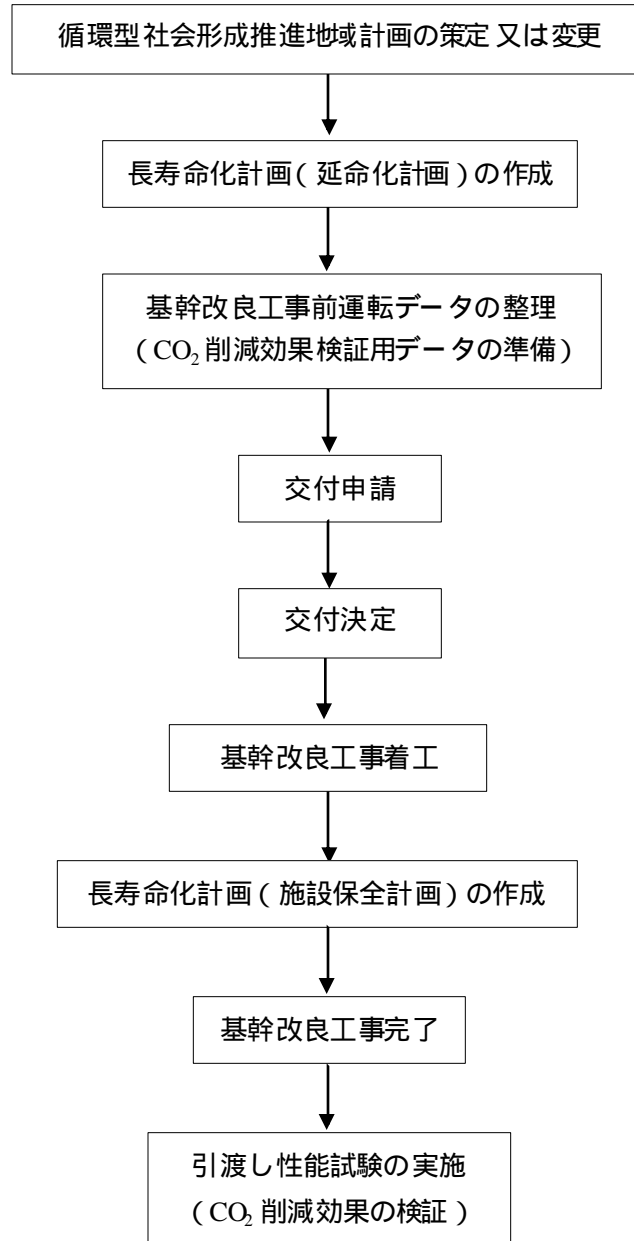 循環型社会形成推進地域計画の策定又は変更
長寿命化計画(延命化計画)の作成
基幹改良工事前運転データの整理
(CO₂削減効果検証用データの準備)
交付申請
交付決定
基幹改良工事着工
長寿命化計画(施設保全計画)の作成
基幹改良工事完了
引渡し性能試験の実施
(CO₂削減効果の検証)